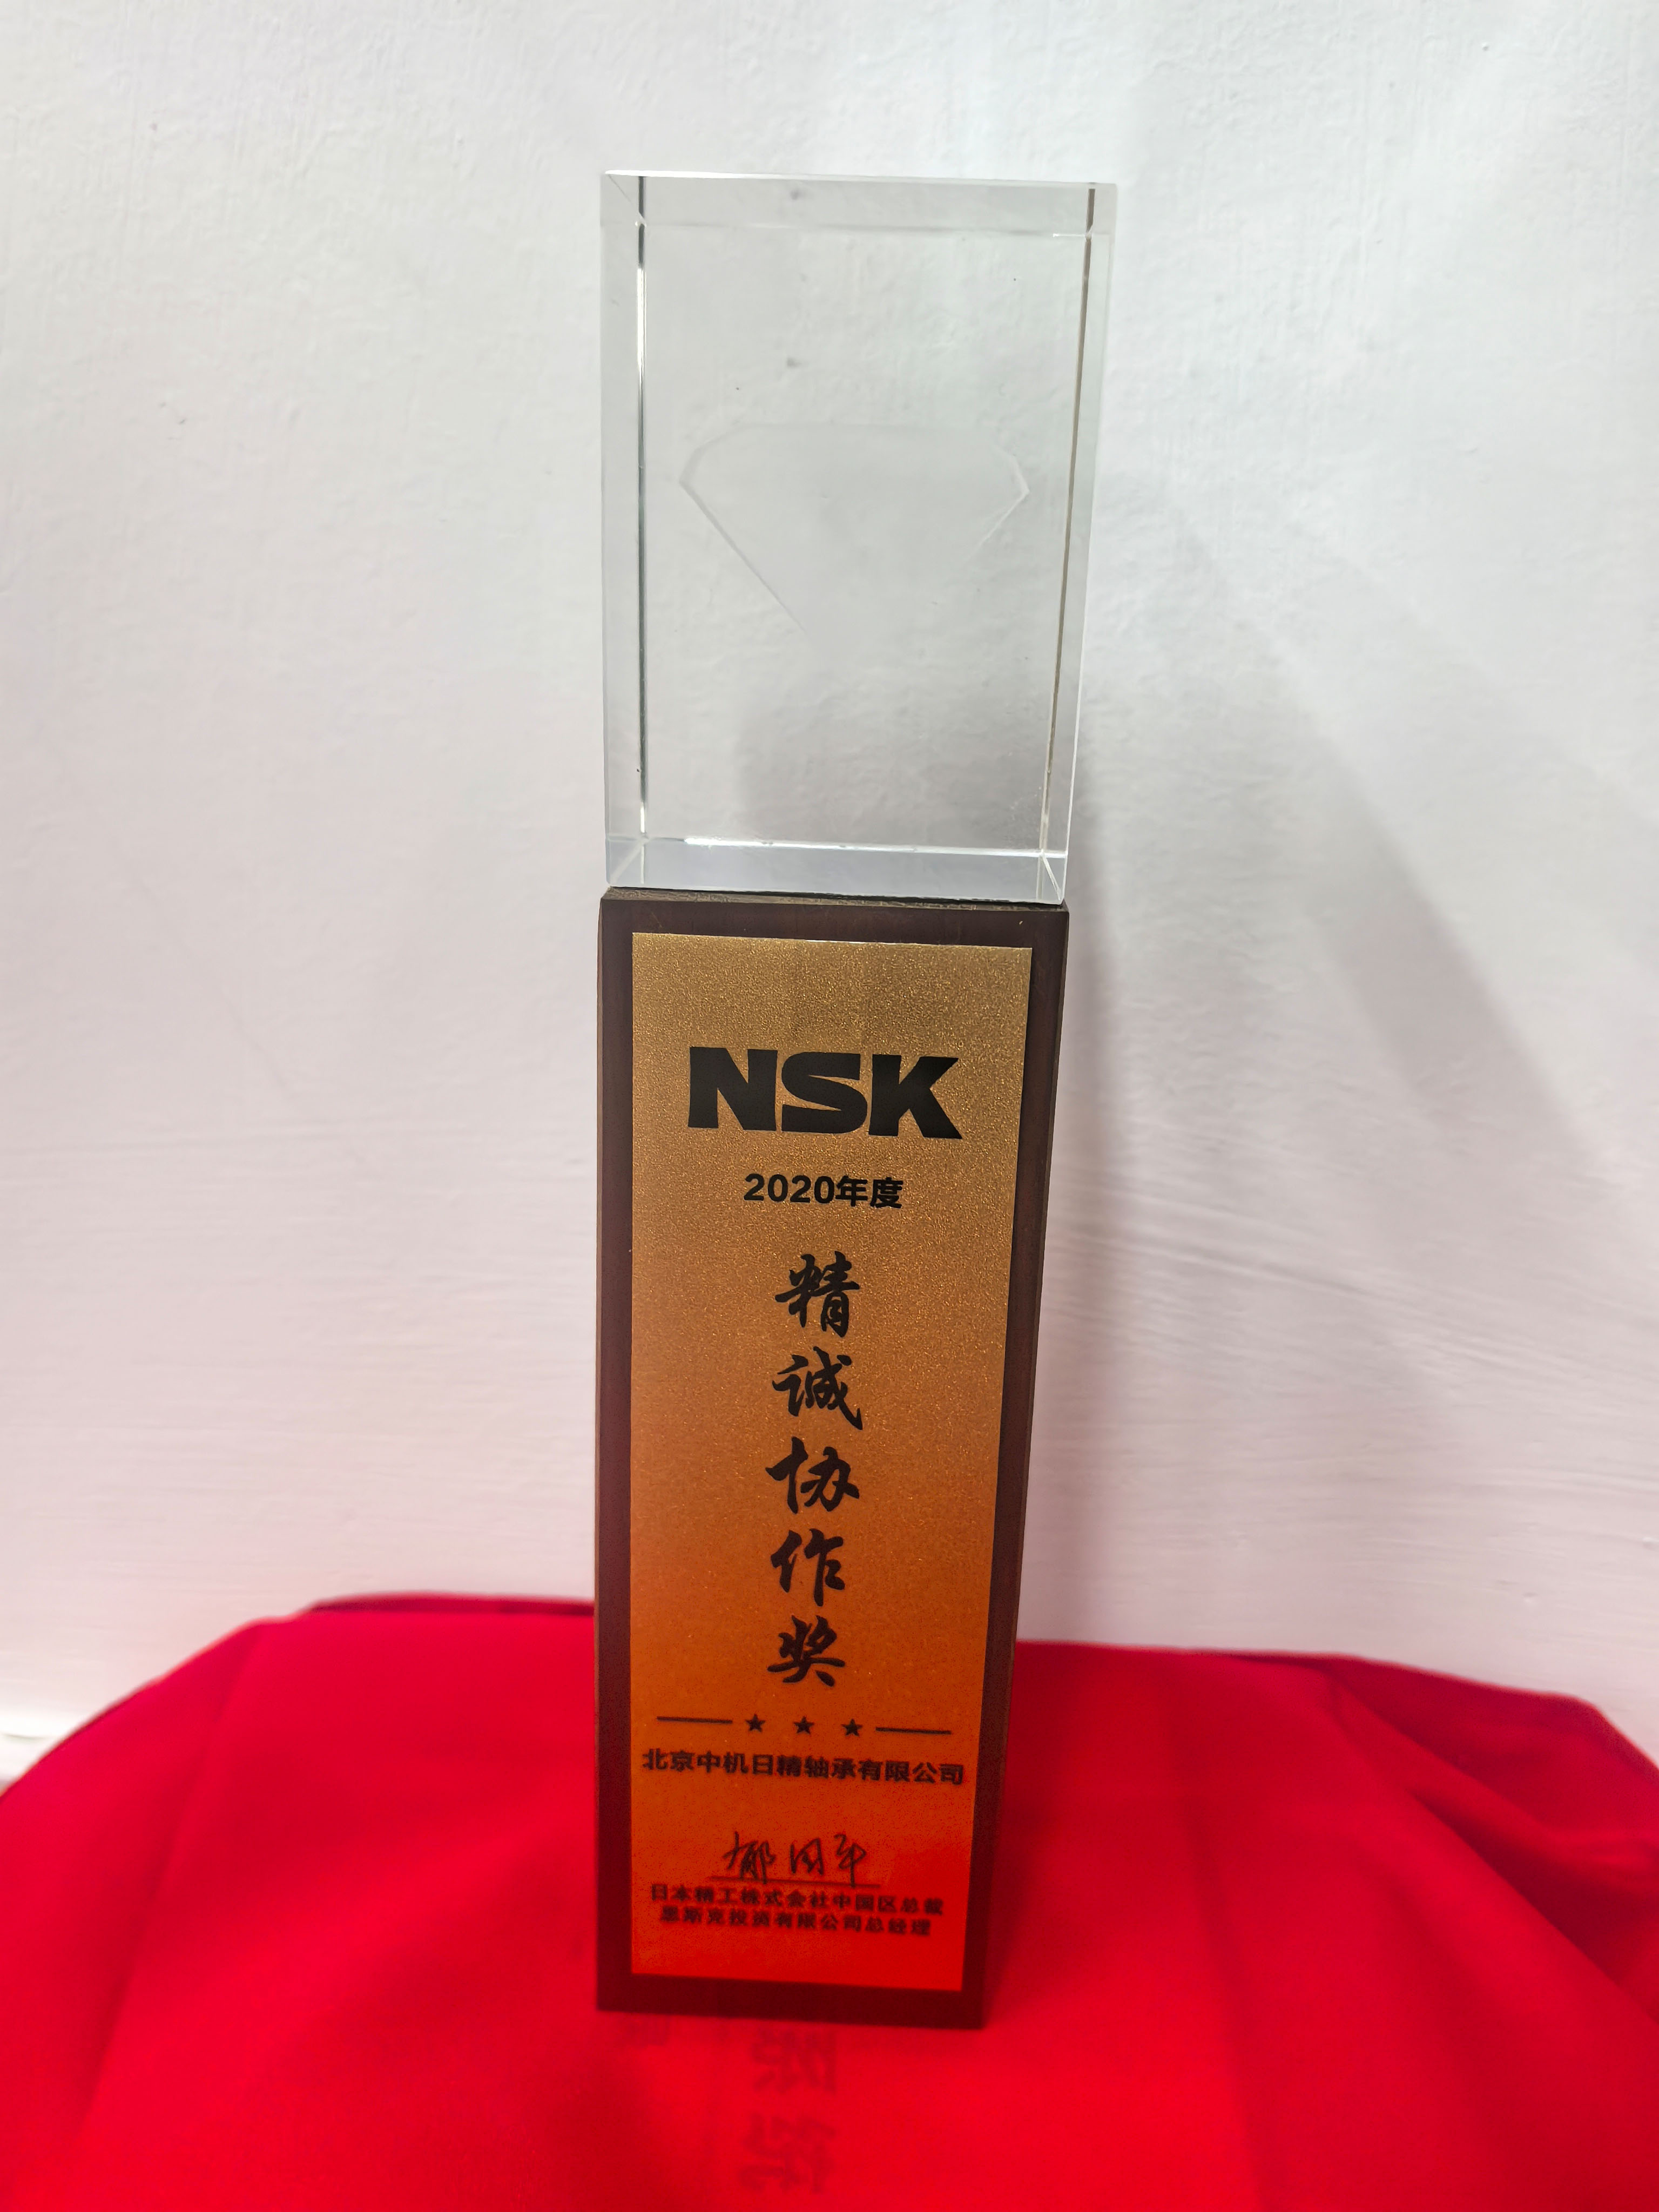 NSK
2020年度
精
诚
协
作
奖
北京中机日精轴承有限公司
日本精工株式会社中国区总裁
恩斯克投资有限公司总经理